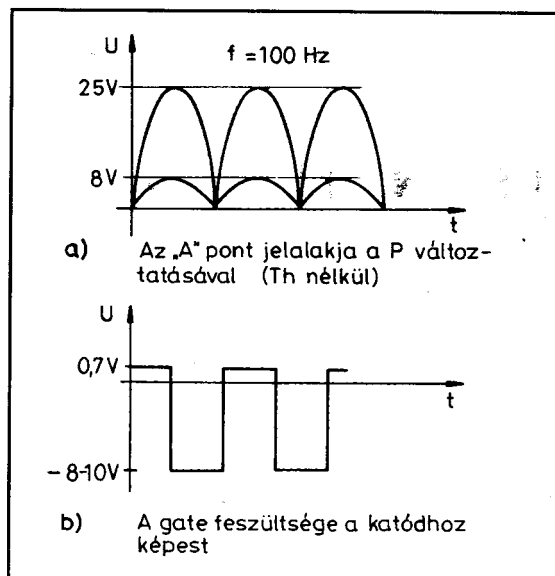 U
f = 100 Hz
25V
8V
t
a) Az „A" pont jelalakja a P változ-
tatásával (Th nélkül)
U
0,7V
t
- 8-10V
b) A gate feszültsége a katódhoz
képest